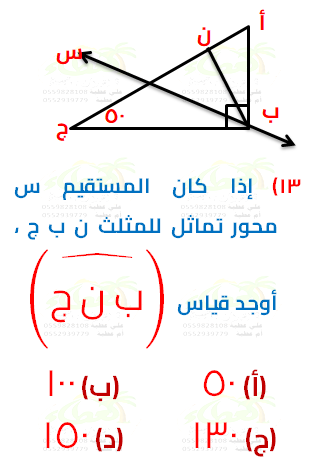 أ
ن
س
ب
ج
٥٠
١٣) إذا كان المستقيم س
محور تماثل للمثلث ن ب ج ،
أوجد قياس (ب ن ج)
(أ) ٥٠
(ب) ١٠٠
(ج) ١٣٠
(د) ١٥٠